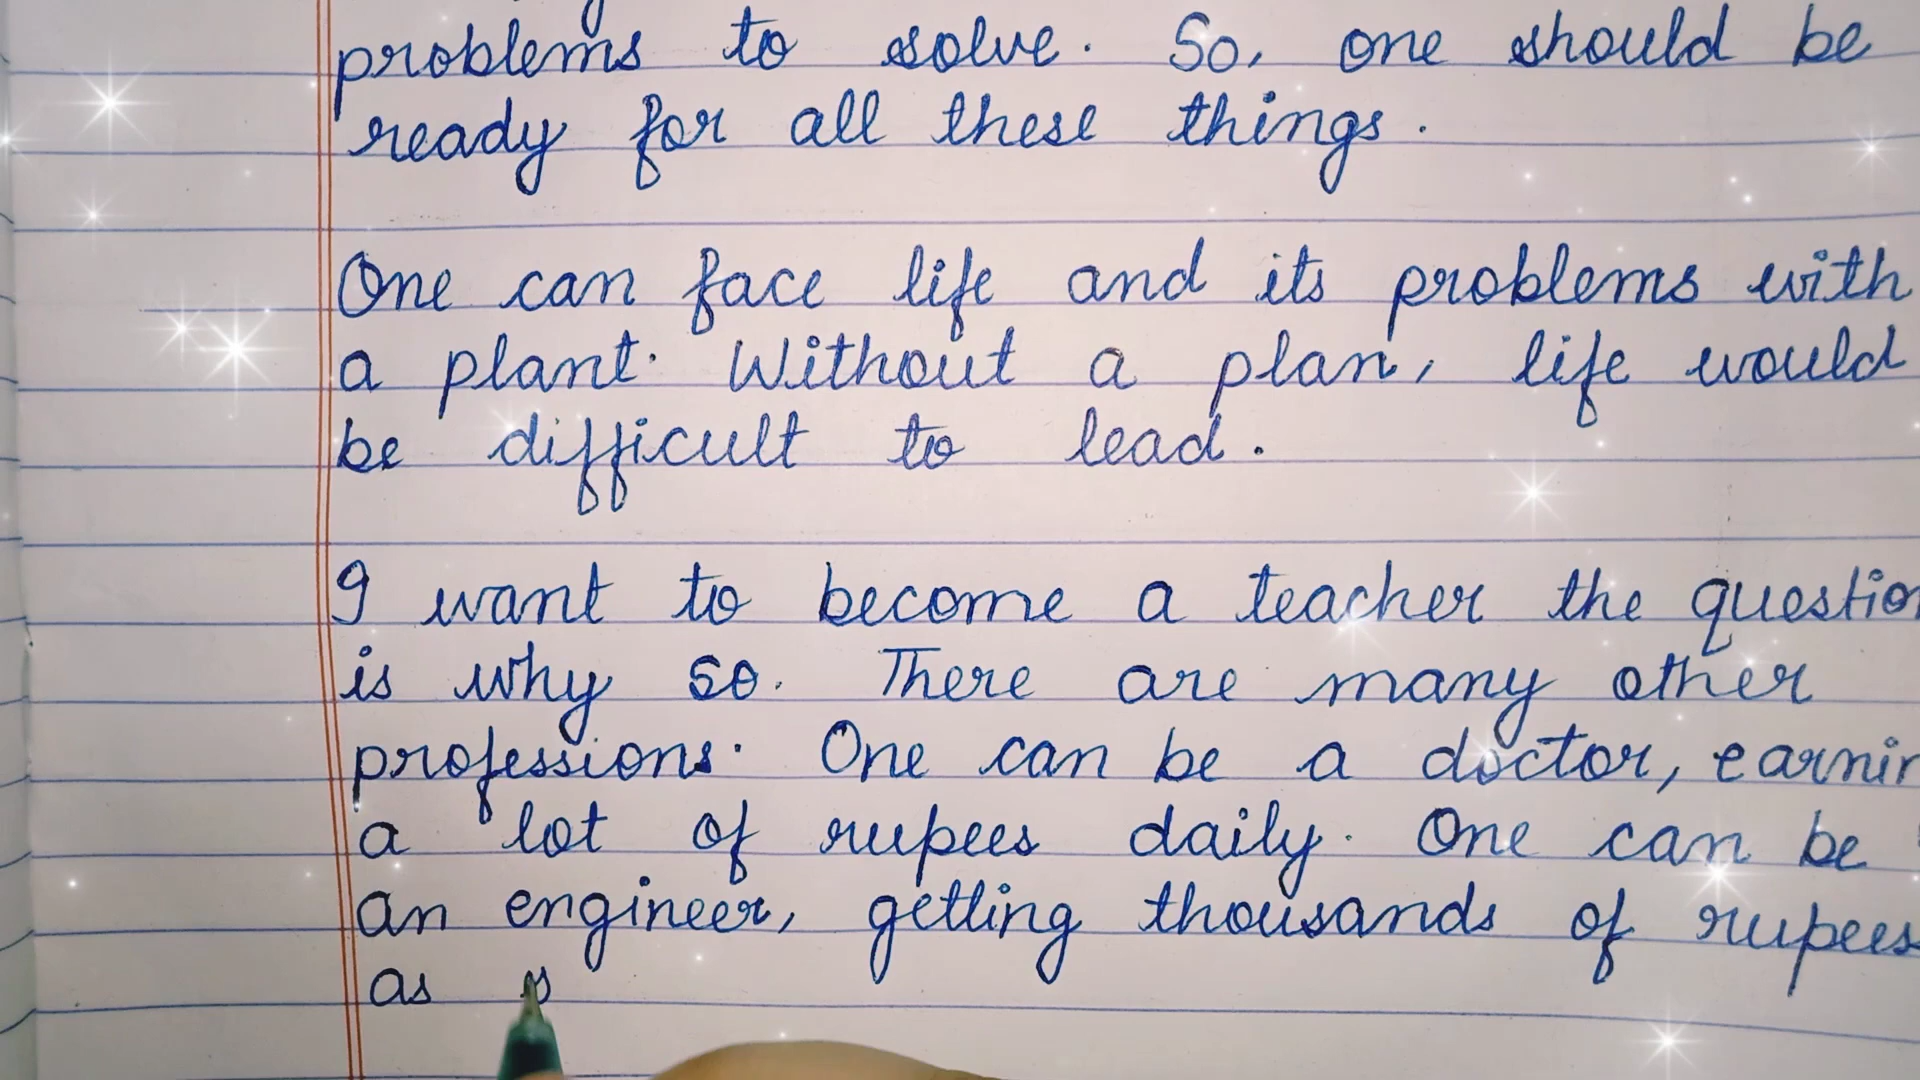 problems to solve. So, one should be
ready for all these things.
One can face life and its problems with
a plant. Without a plan, life would
be difficult to lead.
I want to become a teacher the question
is why so. There are many other
professions. One can be a doctor, earnin
a lot of rupees daily. One can be
an engineer, getting thousands of rupees
as